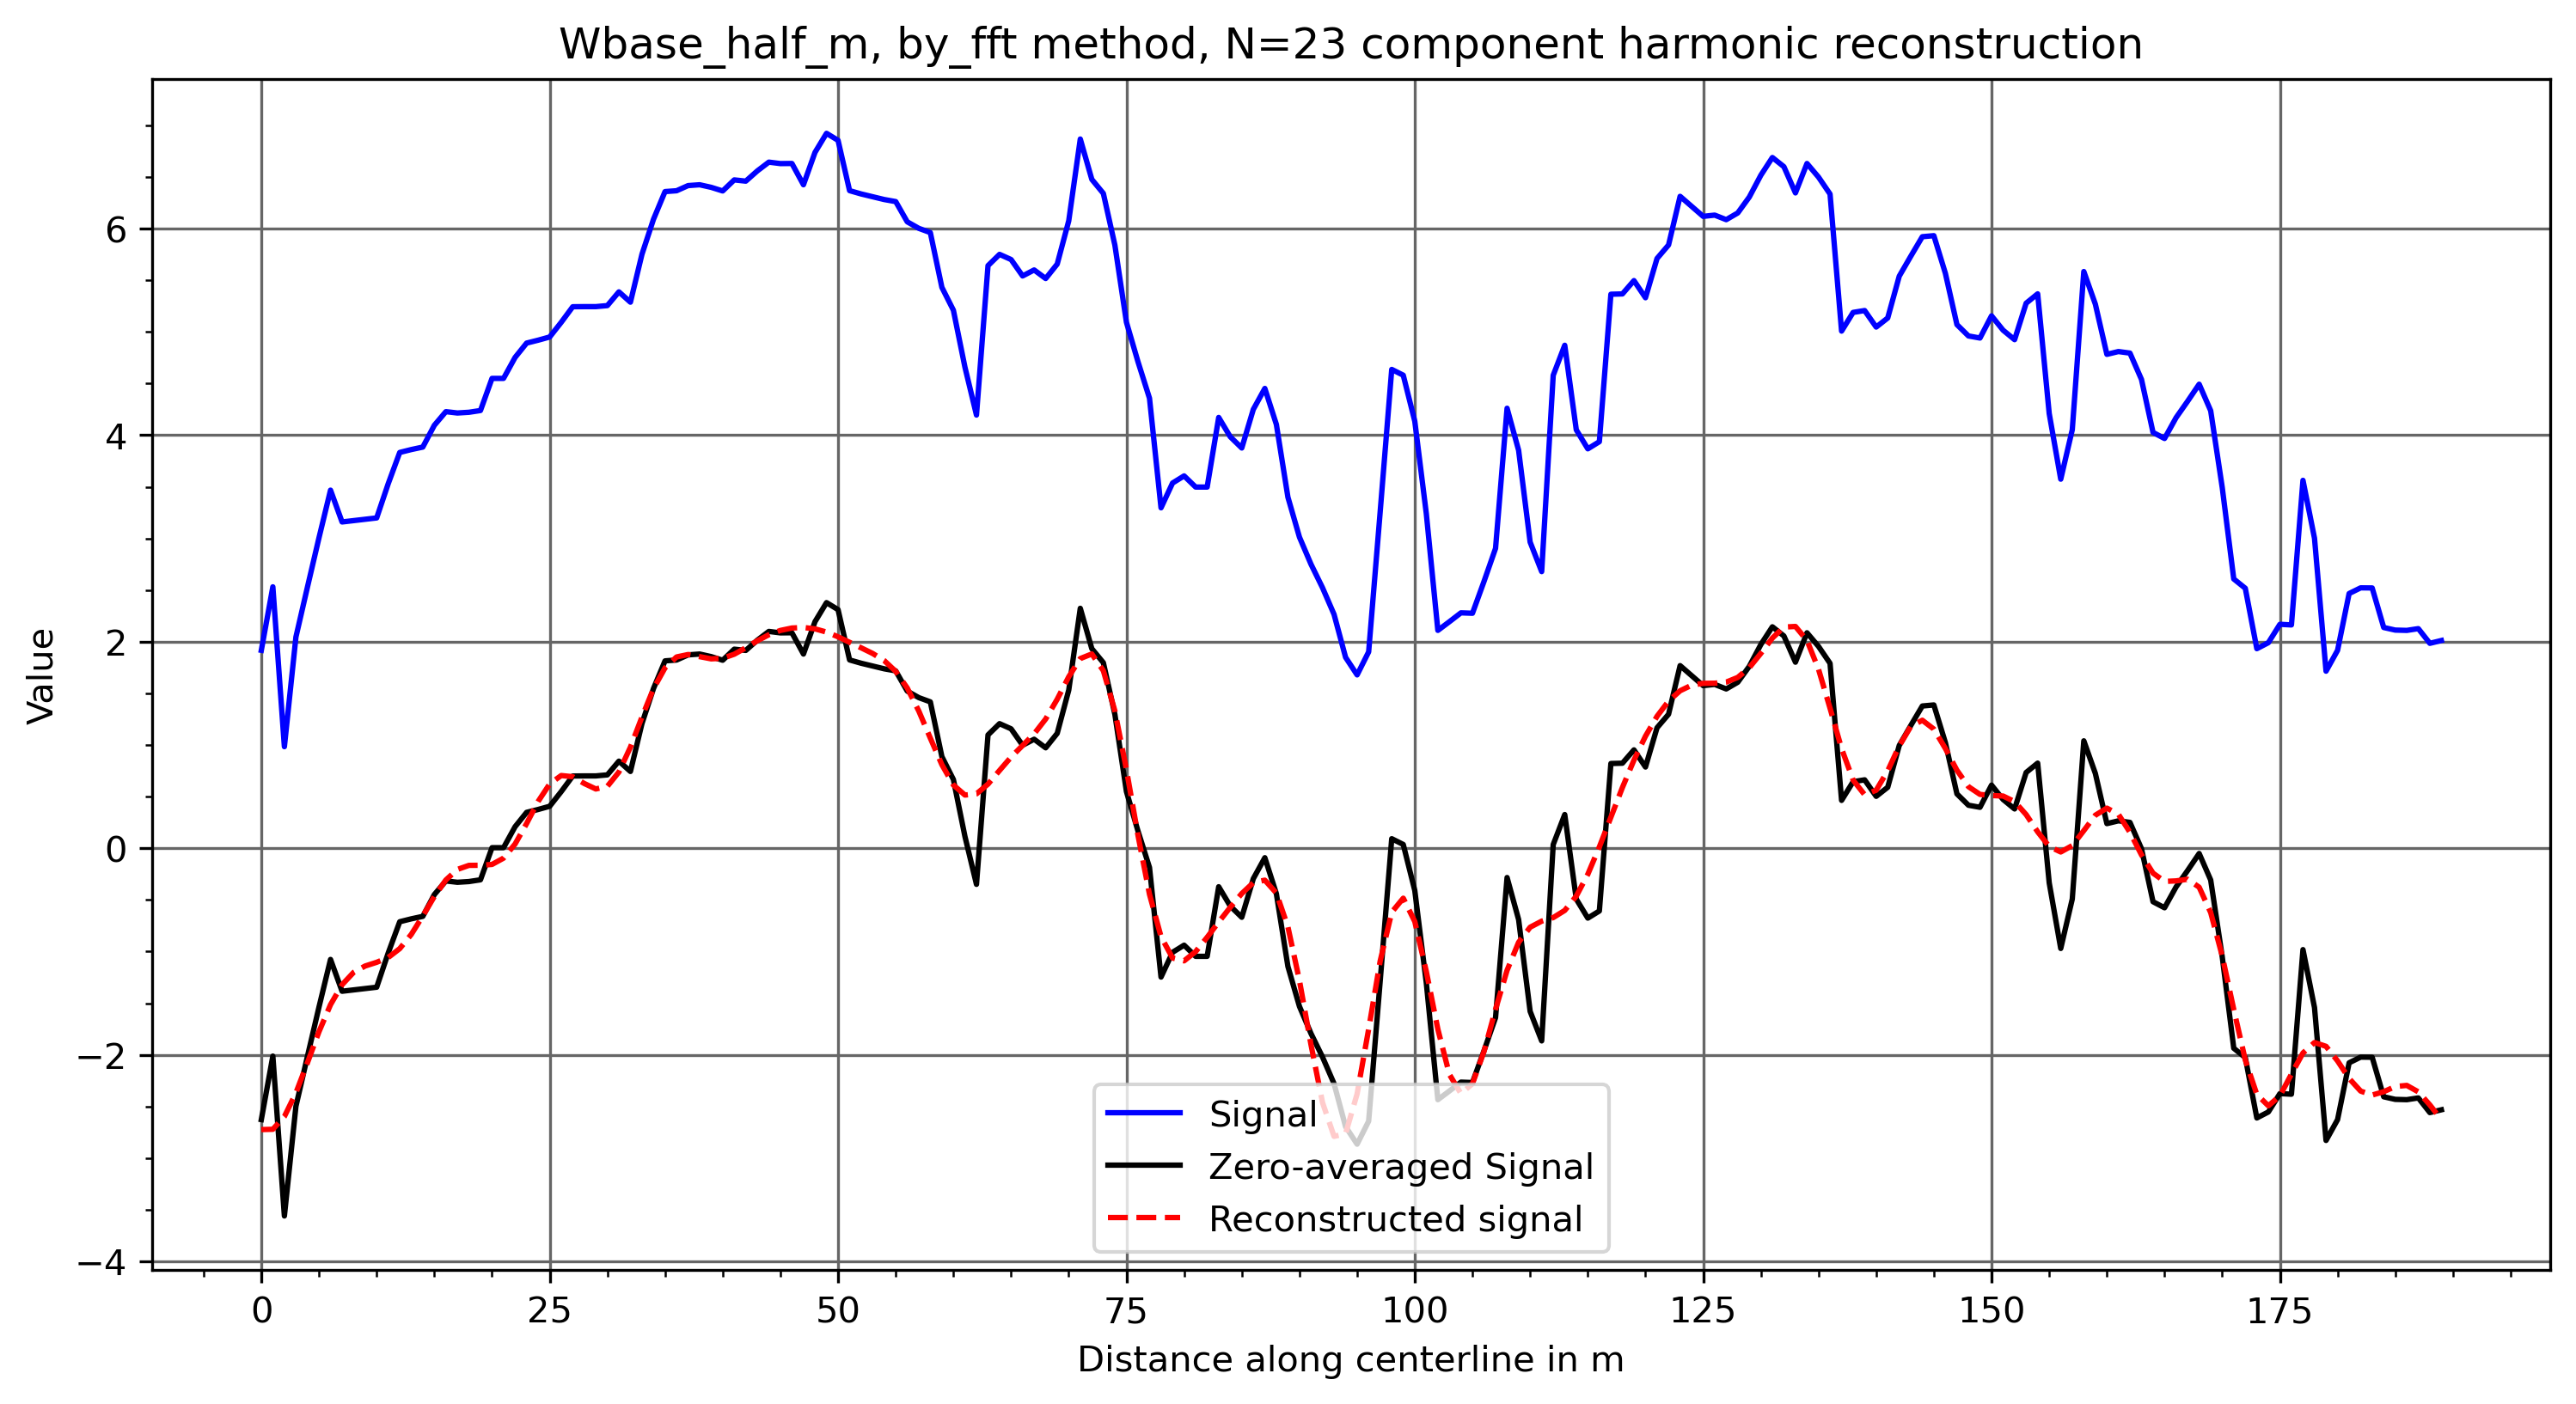 Wbase_half_m, by_fft method, N=23 component harmonic reconstruction
Value
6
4
2
0
−2
−4
Signal
Zero-averaged Signal
Reconstructed signal
0 25 50 75 100 125 150 175
Distance along centerline in m